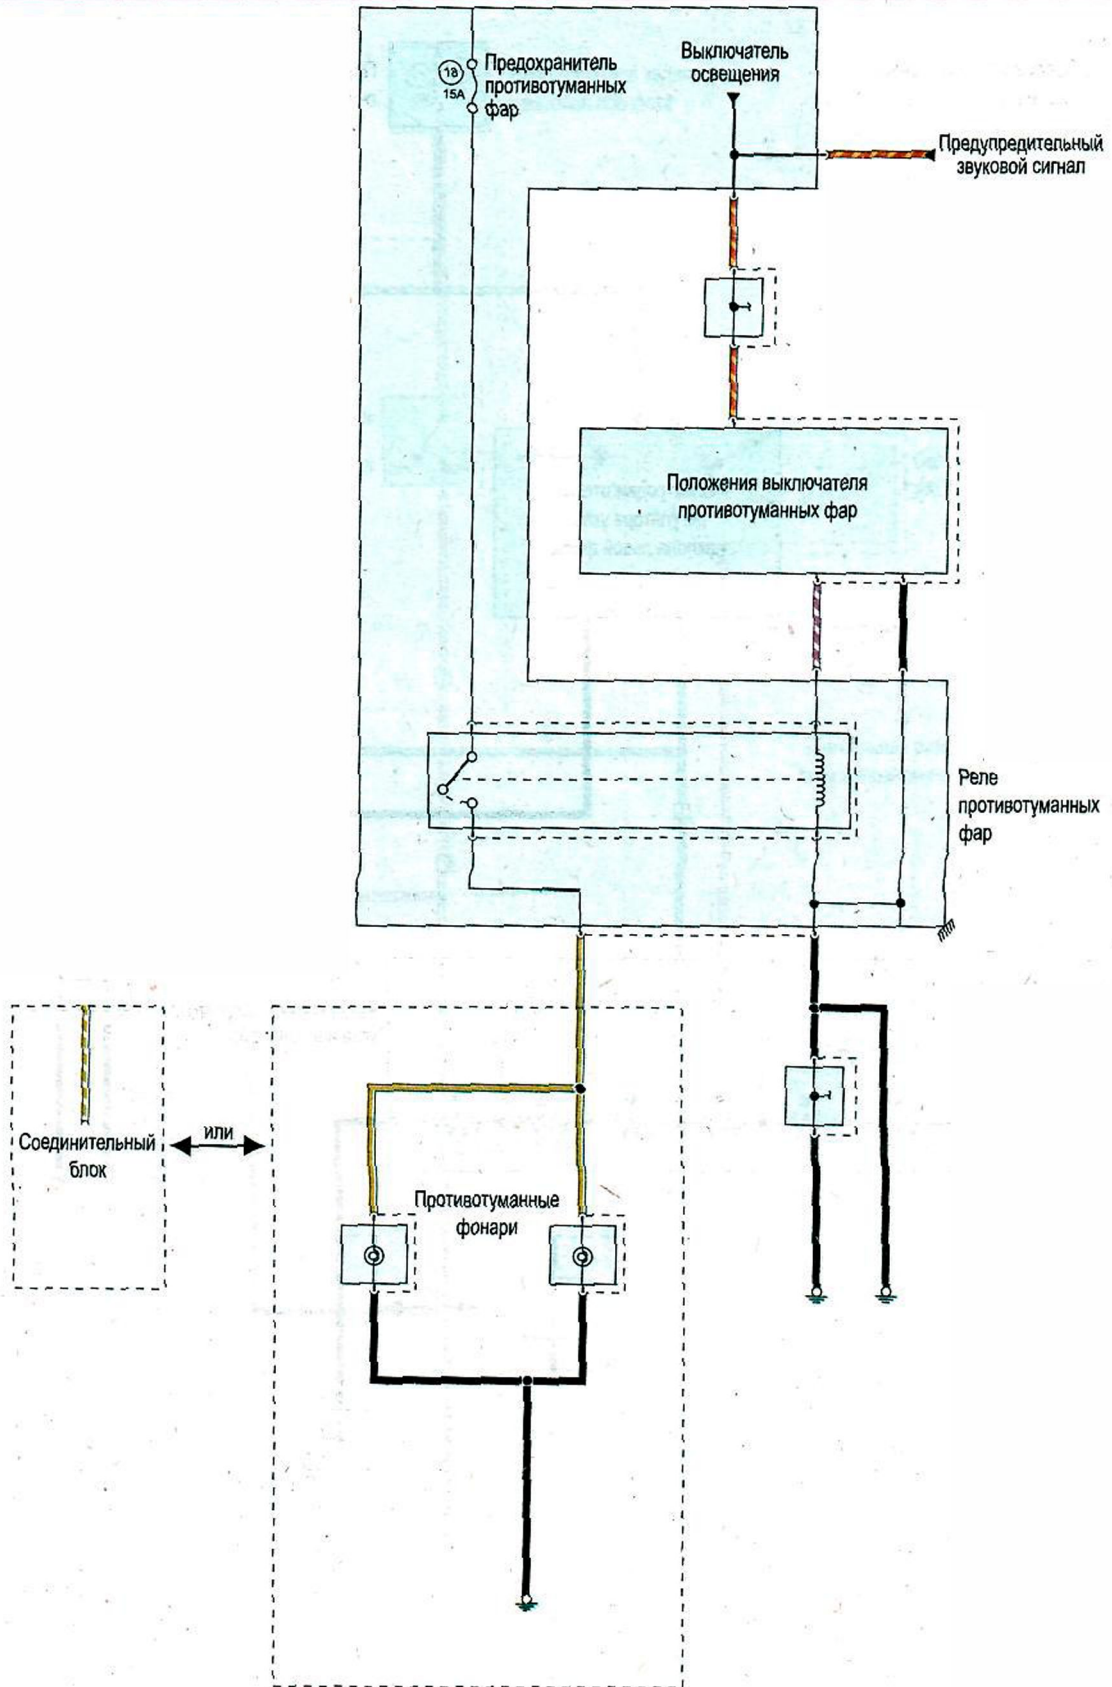 18
15А
Предохранитель
противотуманных
фар
Выключатель
освещения
Предупредительный
звуковой сигнал
Положения выключателя
противотуманных фар
Реле
противотуманных
фар
Соединительный
блок
или
Противотуманные
фонари